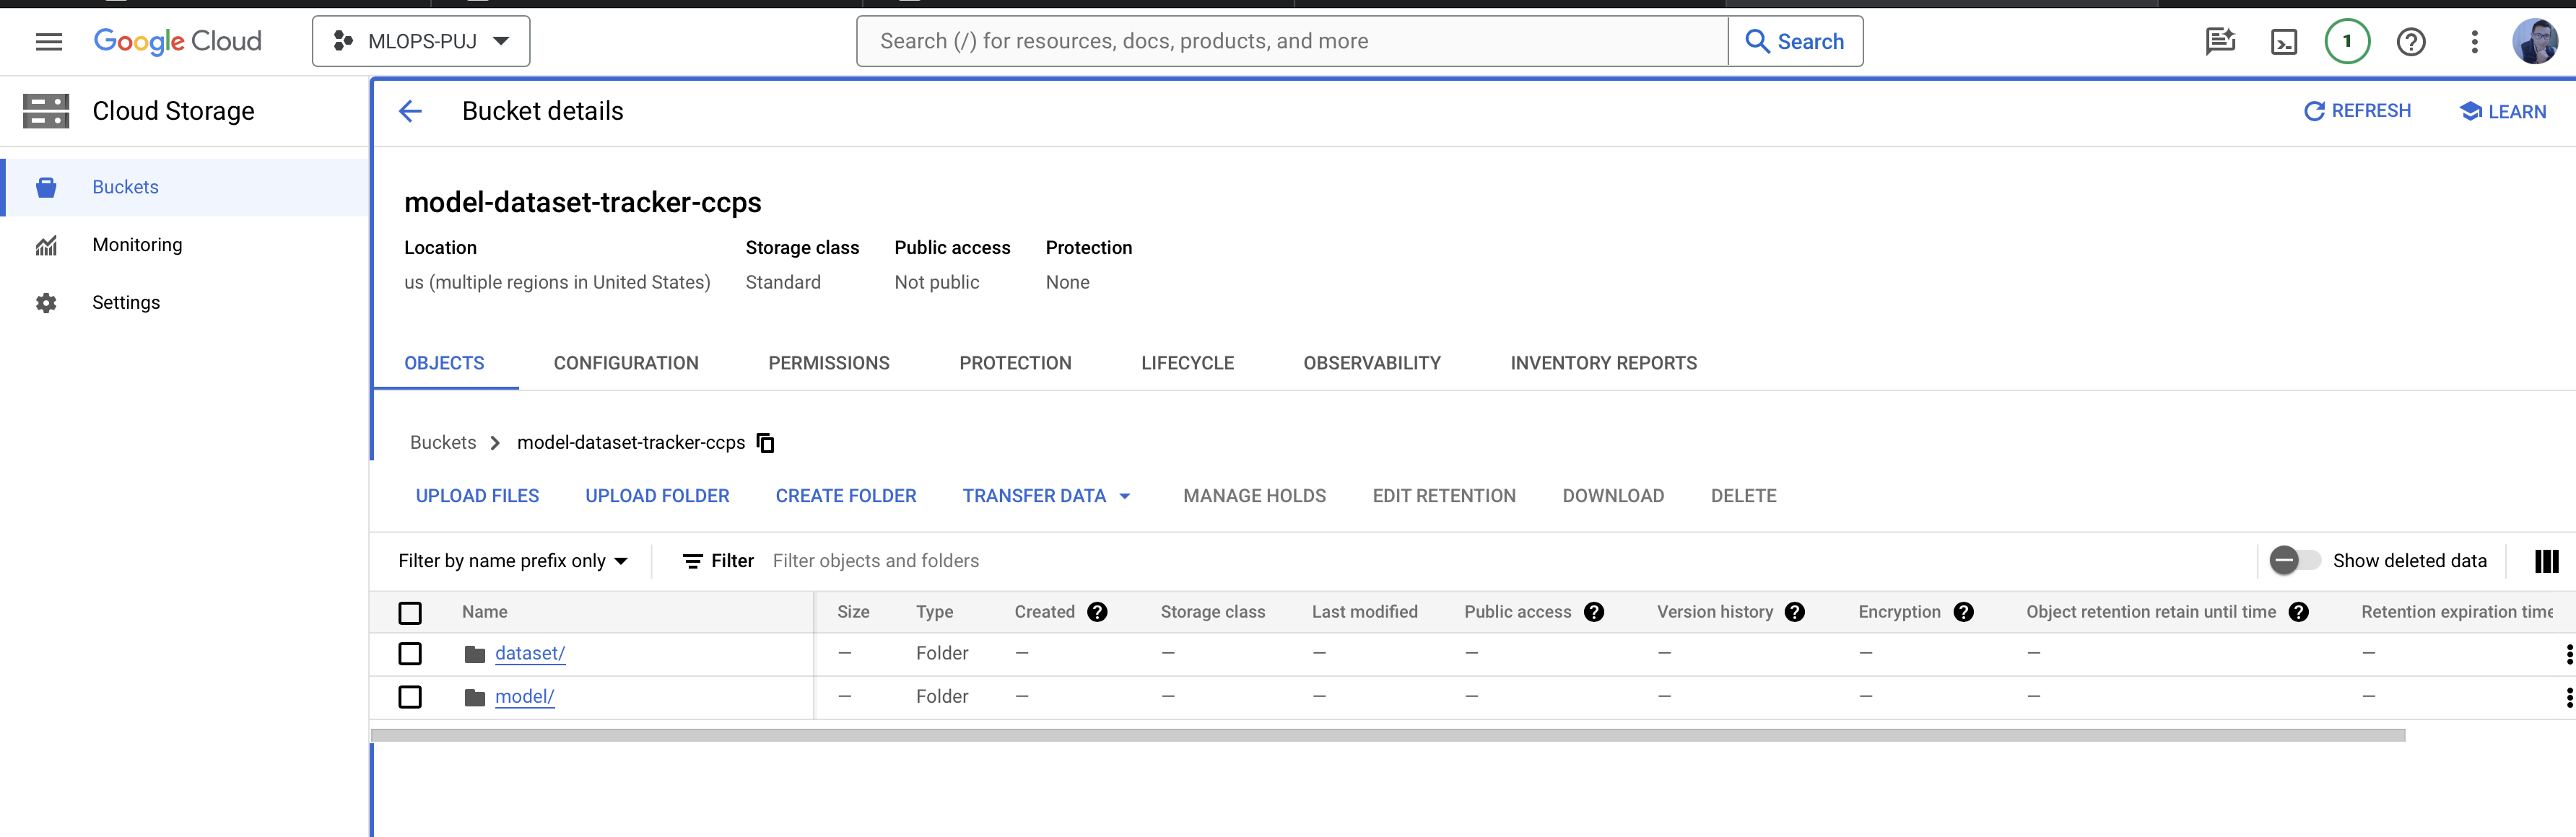 Google Cloud
MLOPS-PUJ
Search (/) for resources, docs, products, and more
Search
1
Cloud Storage
Bucket details
REFRESH
LEARN
Buckets
Monitoring
Settings
model-dataset-tracker-ccps
Location Storage class Public access Protection
us (multiple regions in United States) Standard Not public None
OBJECTS CONFIGURATION PERMISSIONS PROTECTION LIFECYCLE OBSERVABILITY INVENTORY REPORTS
Buckets > model-dataset-tracker-ccps
UPLOAD FILES UPLOAD FOLDER CREATE FOLDER TRANSFER DATA MANAGE HOLDS EDIT RETENTION DOWNLOAD DELETE
Filter by name prefix only Filter Filter objects and folders Show deleted data
Name Size Type Created Storage class Last modified Public access Version history Encryption Object retention retain until time Retention expiration time
dataset/ — Folder — — — — — — — —
model/ — Folder — — — — — — — —